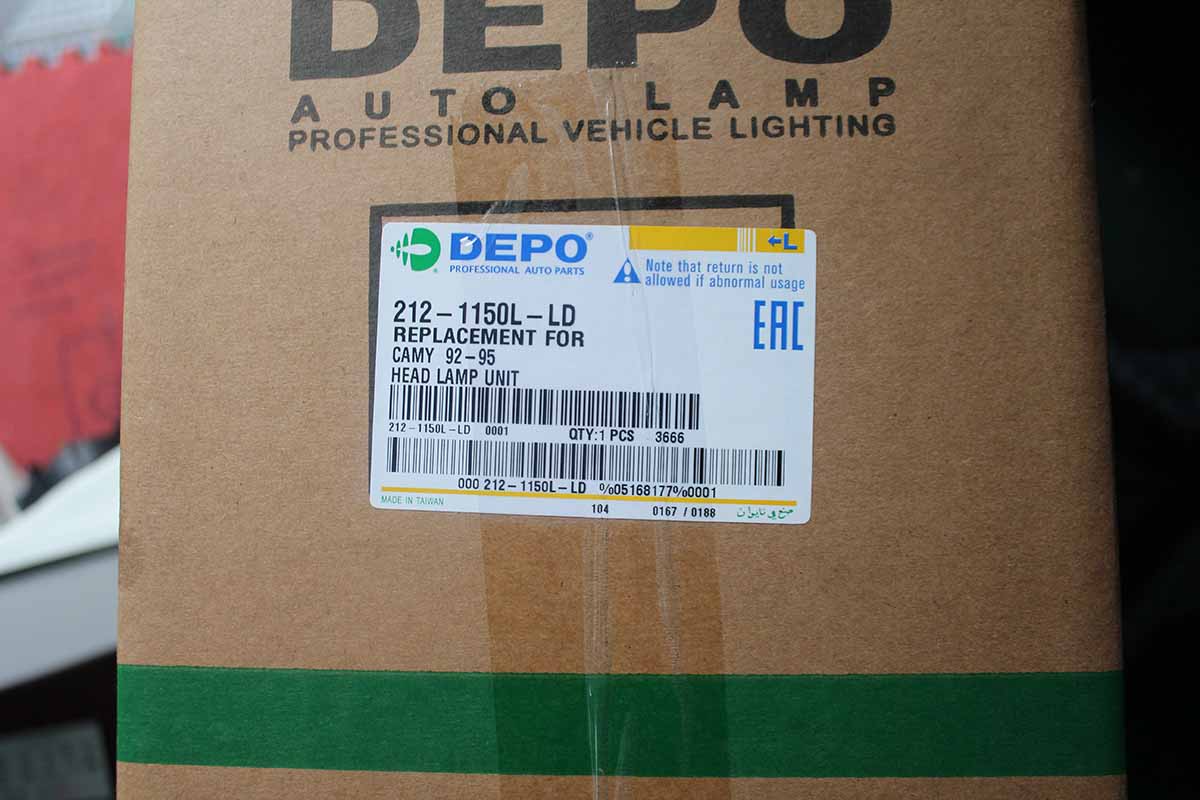 DEPO
AUTO LAMP
PROFESSIONAL VEHICLE LIGHTING
DEPO®
PROFESSIONAL AUTO PARTS
←L
Note that return is not
allowed if abnormal usage
212-1150L-LD
REPLACEMENT FOR
CAMY 92-95
HEAD LAMP UNIT
EAC
212-1150L-LD 0001 QTY:1 PCS 3666
000 212-1150L-LD %05168177%0001
MADE IN TAIWAN
104 0167 / 0188 صنع في تايوان